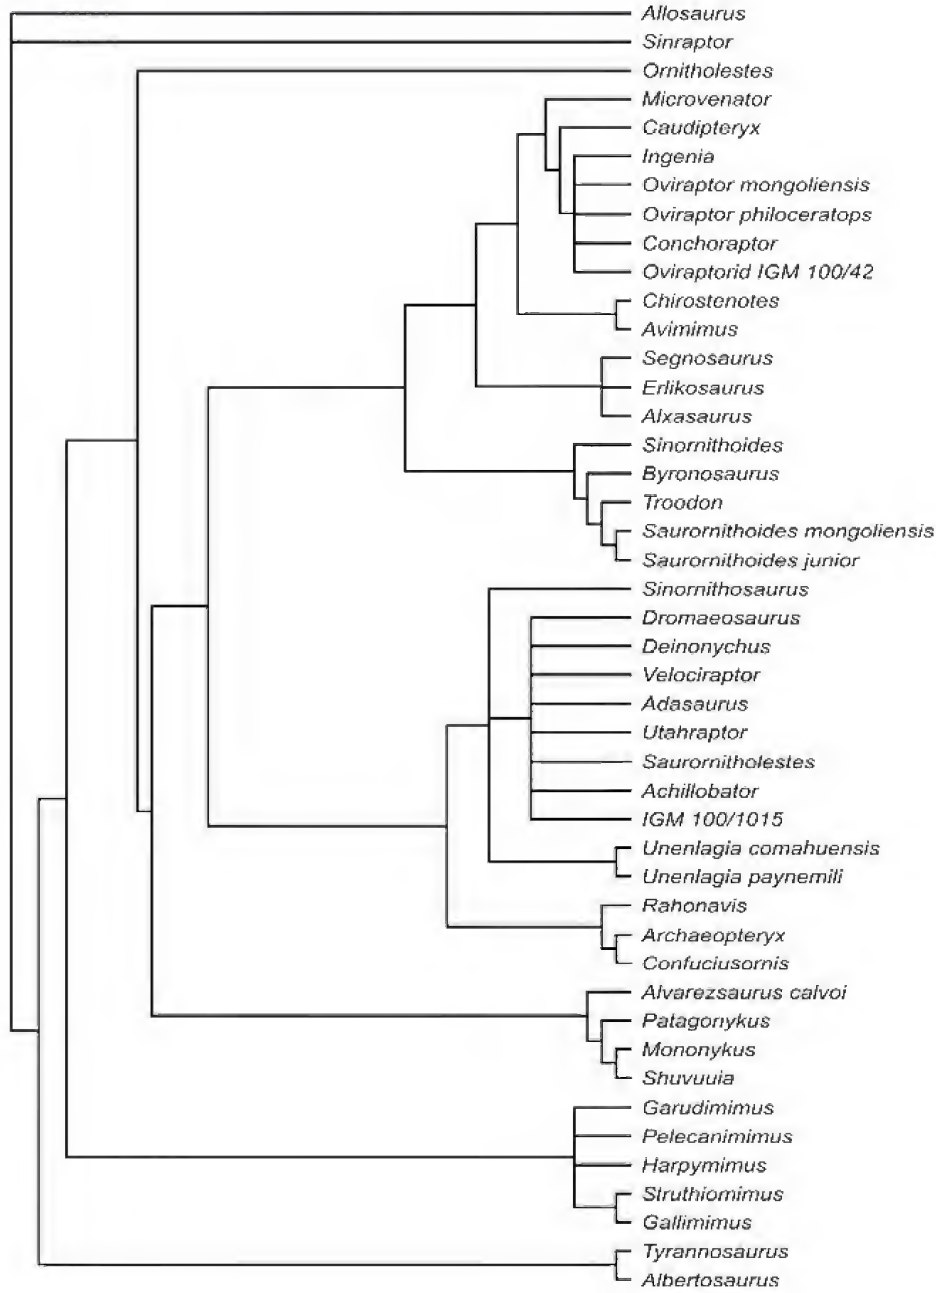 Allosaurus
Sinraptor
Ornitholestes
Microvenator
Caudipteryx
Ingenia
Oviraptor mongoliensis
Oviraptor philoceratops
Conchoraptor
Oviraptorid IGM 100/42
Chirostenotes
Avimimus
Segnosaurus
Erlikosaurus
Alxasaurus
Sinornithoides
Byronosaurus
Troodon
Saurornithoides mongoliensis
Saurornithoides junior
Sinornithosaurus
Dromaeosaurus
Deinonychus
Velociraptor
Adasaurus
Utahraptor
Saurornitholestes
Achillobator
IGM 100/1015
Unenlagia comahuensis
Unenlagia paynemili
Rahonavis
Archaeopteryx
Confuciusornis
Alvarezsaurus calvoi
Patagonykus
Mononykus
Shuvuuia
Garudimimus
Pelecanimimus
Harpymimus
Struthiomimus
Gallimimus
Tyrannosaurus
Albertosaurus